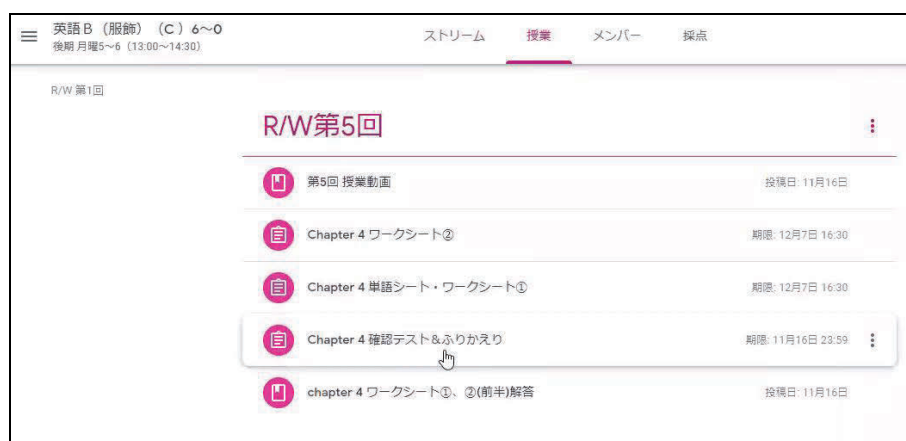 英語B（服飾）（C）6～0
後期 月曜5~6（13:00~14:30）
ストリーム 授業 メンバー 採点
R/W 第1回
R/W第5回
第5回 授業動画 投稿日: 11月16日
Chapter 4 ワークシート② 期限: 12月7日 16:30
Chapter 4 単語シート・ワークシート① 期限: 12月7日 16:30
Chapter 4 確認テスト&ふりかえり 期限: 11月16日 23:59
chapter 4 ワークシート①、②(前半)解答 投稿日: 11月16日